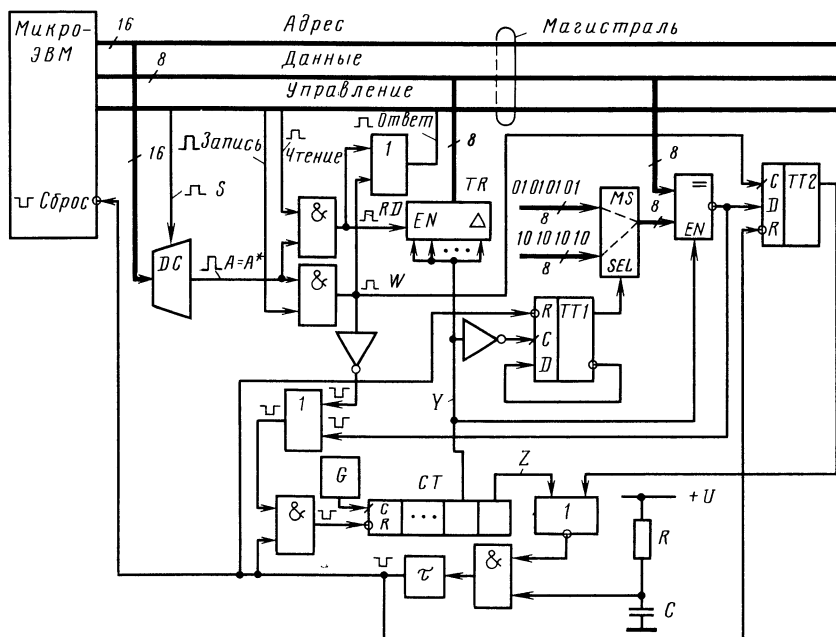 Микро-
ЭВМ
16
Адрес
Магистраль
8
Данные
Управление
Ответ
Запись
Чтение
16
8
8
S
Сброс
1
TR
01010101
MS
=
C
TT2
8
8
D
&
RD
EN
EN
R
10101010
8
SEL
DC
A=A*
&
W
R
TT1
C
D
Y
1
G
CT
Z
C
R
...
&
1
+U
R
&
τ
C